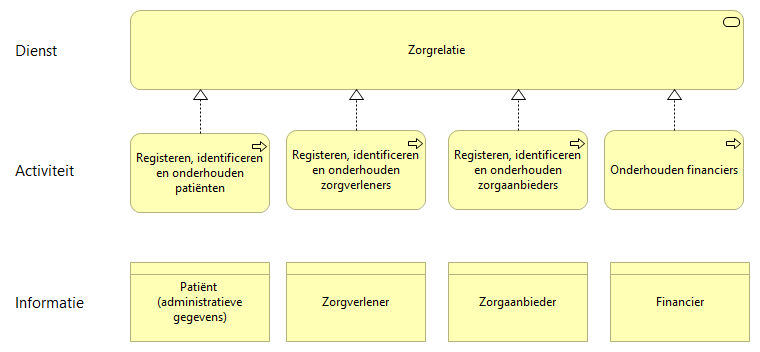 Dienst
Zorgrelatie
Activiteit
Registeren, identificeren
en onderhouden
patiënten
Registeren, identificeren
en onderhouden
zorgverleners
Registeren, identificeren
en onderhouden
zorgaanbieders
Onderhouden financiers
Informatie
Patiënt
(administratieve
gegevens)
Zorgverlener
Zorgaanbieder
Financier